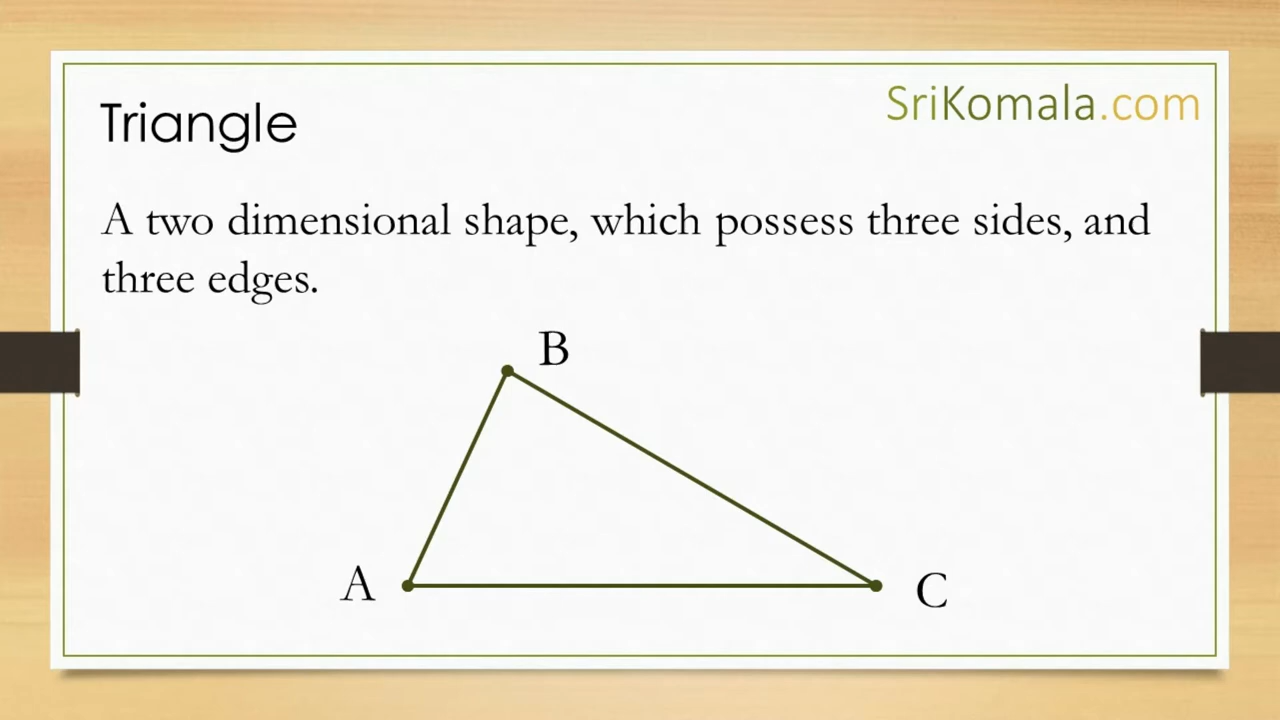 Triangle
SriKomala.com
A two dimensional shape, which possess three sides, and
three edges.
B
A
C